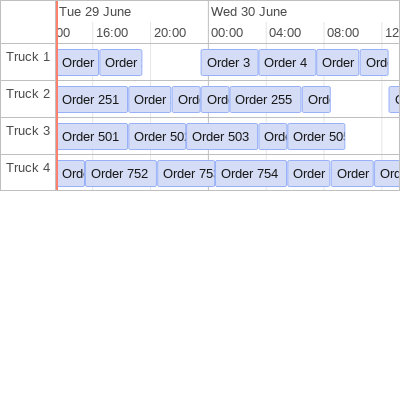 Tue 29 June Wed 30 June
00 16:00 20:00 00:00 04:00 08:00 12
Truck 1 Order Order Order 3 Order 4 Order Ord
Truck 2 Order 251 Order Ord Ord Order 255 Ord
Truck 3 Order 501 Order 50 Order 503 Ord Order 50
Truck 4 Ord Order 752 Order 75 Order 754 Order Order Ord